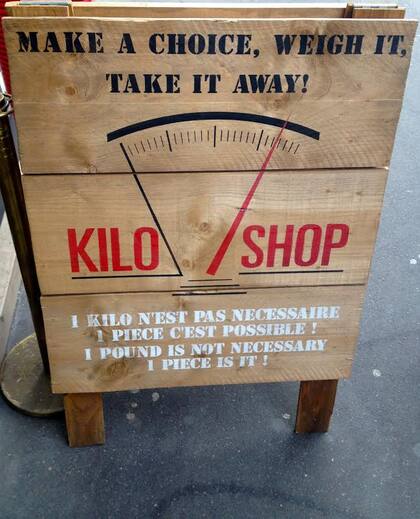 MAKE A CHOICE, WEIGH IT,
TAKE IT AWAY!
KILO SHOP
1 KILO N'EST PAS NECESSAIRE
1 PIECE C'EST POSSIBLE !
1 POUND IS NOT NECESSARY
1 PIECE IS IT !